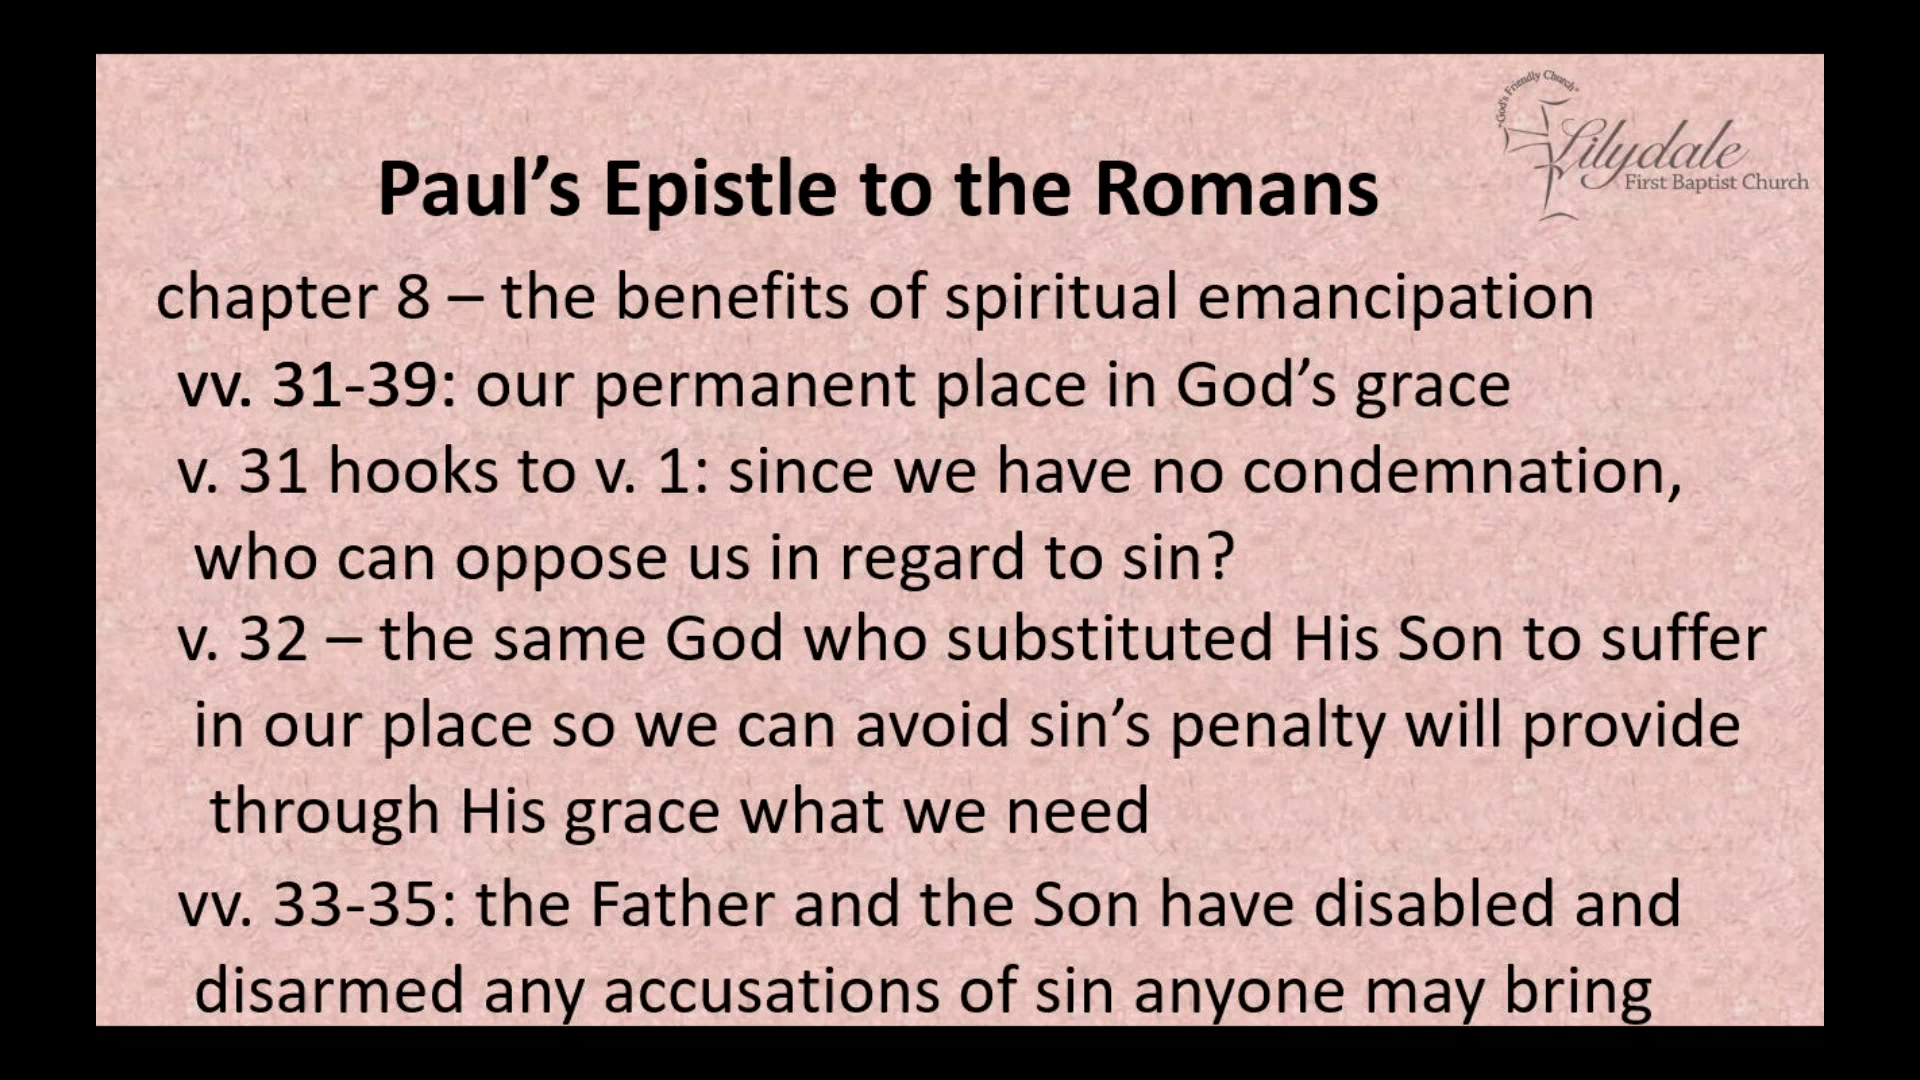 "God's Friendly Church"
Lilydale
First Baptist Church
Paul’s Epistle to the Romans
chapter 8 – the benefits of spiritual emancipation
vv. 31-39: our permanent place in God’s grace
v. 31 hooks to v. 1: since we have no condemnation,
who can oppose us in regard to sin?
v. 32 – the same God who substituted His Son to suffer
in our place so we can avoid sin’s penalty will provide
through His grace what we need
vv. 33-35: the Father and the Son have disabled and
disarmed any accusations of sin anyone may bring